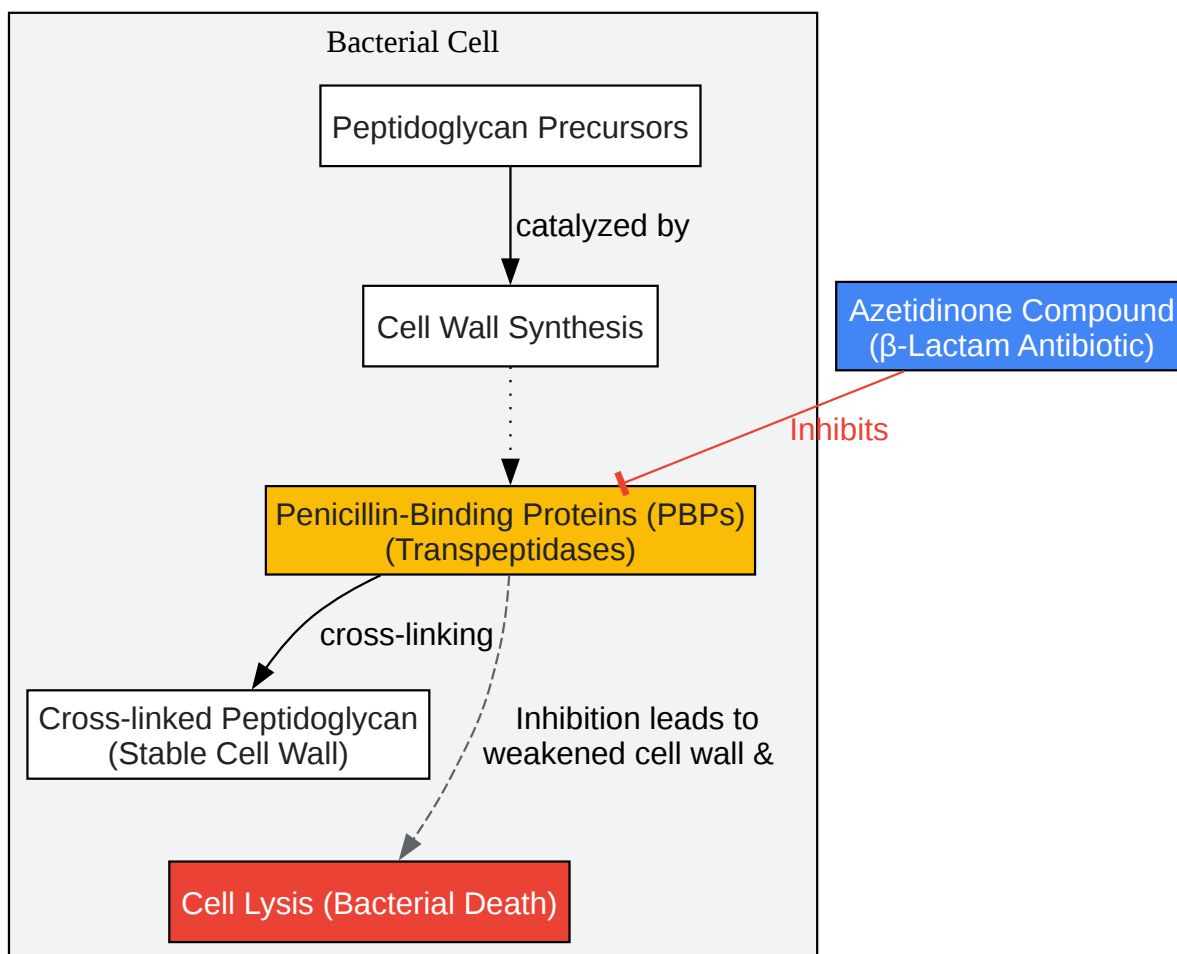 Bacterial Cell
Peptidoglycan Precursors
catalyzed by
Cell Wall Synthesis
Azetidinone Compound
(β-Lactam Antibiotic)
Inhibits
Penicillin-Binding Proteins (PBPs)
(Transpeptidases)
cross-linking
Cross-linked Peptidoglycan
(Stable Cell Wall)
Inhibition leads to
weakened cell wall &
Cell Lysis (Bacterial Death)